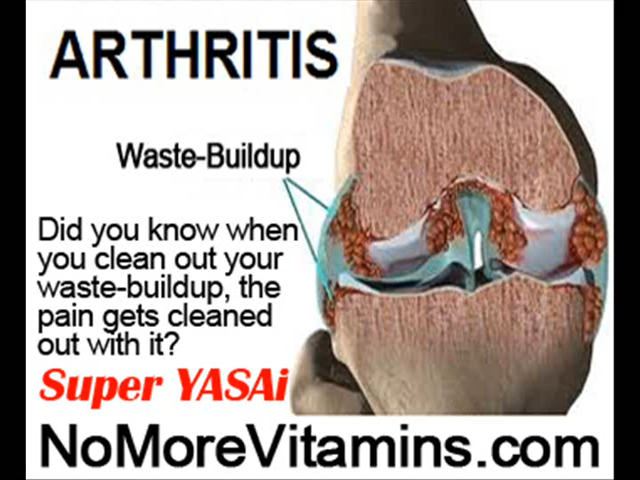 ARTHRITIS
Waste-Buildup
Did you know when
you clean out your
waste-buildup, the
pain gets cleaned
out with it?
Super YASAi
NoMoreVitamins.com